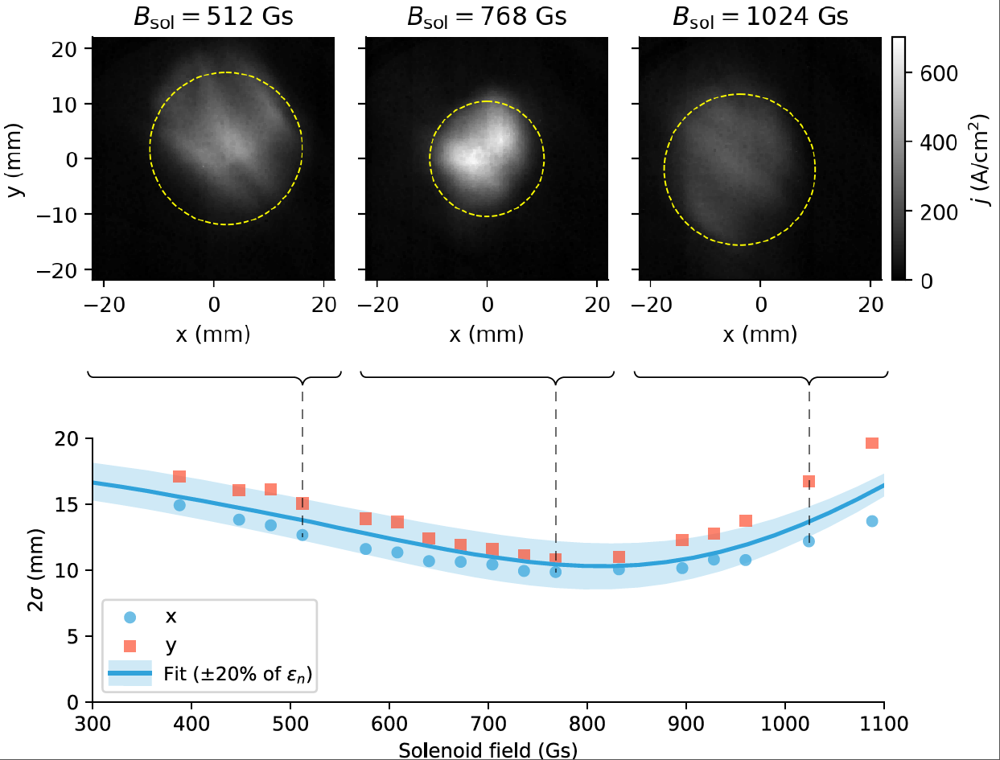 B_sol = 512 Gs
B_sol = 768 Gs
B_sol = 1024 Gs
y (mm)
20
10
0
−10
−20
−20 0 20
−20 0 20
−20 0 20
x (mm)
x (mm)
x (mm)
600
400
200
0
j (A/cm²)
2σ (mm)
20
15
10
5
0
x
y
Fit (±20% of ε_n)
300 400 500 600 700 800 900 1000 1100
Solenoid field (Gs)